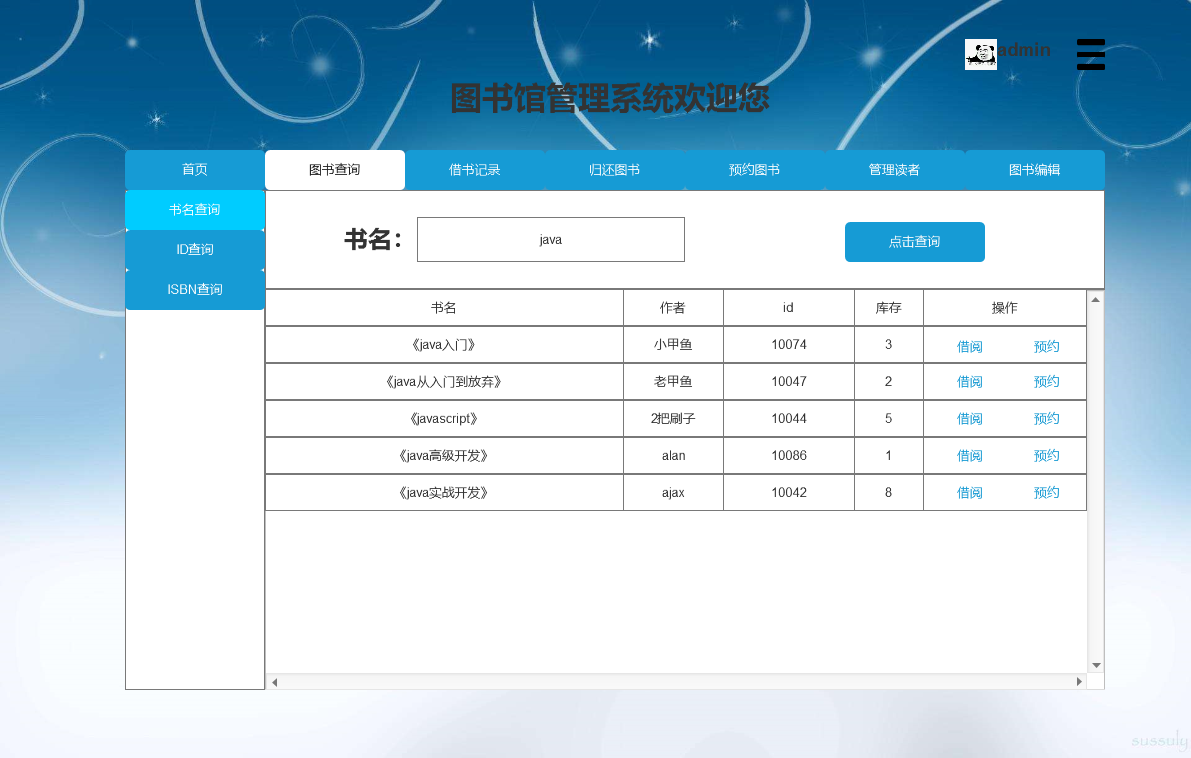 admin
图书馆管理系统欢迎您
首页 图书查询 借书记录 归还图书 预约图书 管理读者 图书编辑
书名查询
ID查询
ISBN查询
书名： java 点击查询
书名 作者 id 库存 操作
《java入门》 小甲鱼 10074 3 借阅 预约
《java从入门到放弃》 老甲鱼 10047 2 借阅 预约
《javascript》 2把刷子 10044 5 借阅 预约
《java高级开发》 alan 10086 1 借阅 预约
《java实战开发》 ajax 10042 8 借阅 预约
sussuly